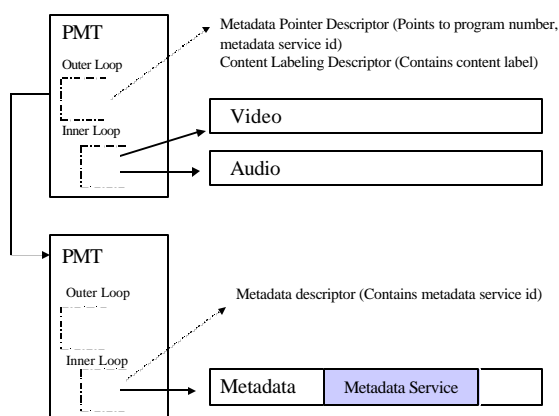 PMT
Metadata Pointer Descriptor (Points to program number,
metadata service id)
Content Labeling Descriptor (Contains content label)
Outer Loop
Video
Inner Loop
Audio
PMT
Outer Loop
Metadata descriptor (Contains metadata service id)
Inner Loop
Metadata
Metadata Service